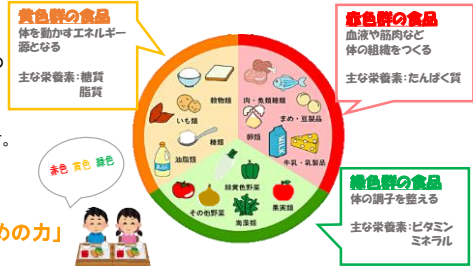 黄色群の食品
体を動かすエネルギー
源となる
主な栄養素：糖質
脂質
赤色群の食品
血液や筋肉など
体の組織をつくる
主な栄養素：たんぱく質
穀物類
いも類
糖類
油脂類
肉・魚類糖類
まめ・豆製品
卵類
牛乳・乳製品
緑黄色野菜
その他野菜
海藻類
果実類
緑色群の食品
体の調子を整える
主な栄養素：ビタミン
ミネラル
の
。
赤色 黄色 緑色
めの力」